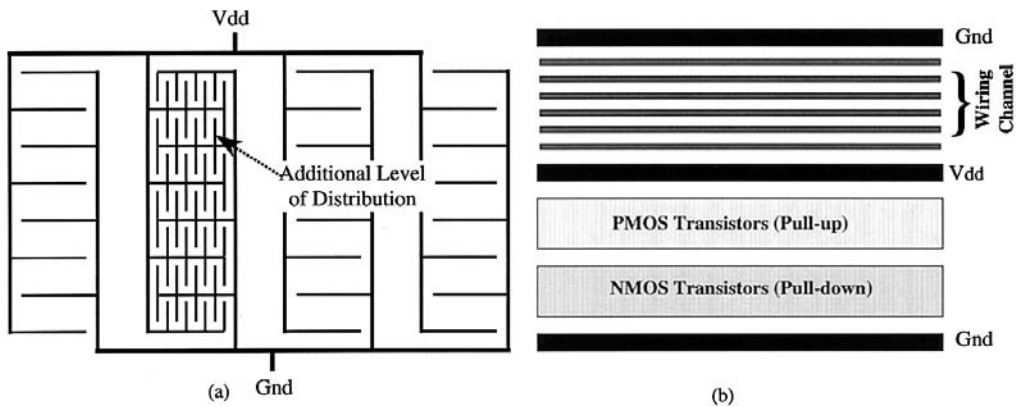 Vdd
Additional Level
of Distribution
Gnd
(a)
Gnd
Wiring
Channel
Vdd
PMOS Transistors (Pull-up)
NMOS Transistors (Pull-down)
Gnd
(b)